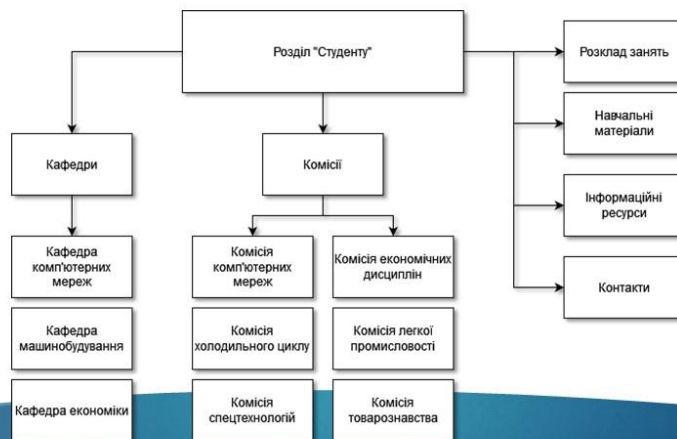 Розділ "Студенту"
Розклад занять
Навчальні
матеріали
Інформаційні
ресурси
Контакти
Кафедри
Комісії
Кафедра
комп'ютерних
мереж
Кафедра
машинобудування
Кафедра економіки
Комісія
комп'ютерних
мереж
Комісія економічних
дисциплін
Комісія
холодильного циклу
Комісія легкої
промисловості
Комісія
спецтехнологій
Комісія
товарознавства